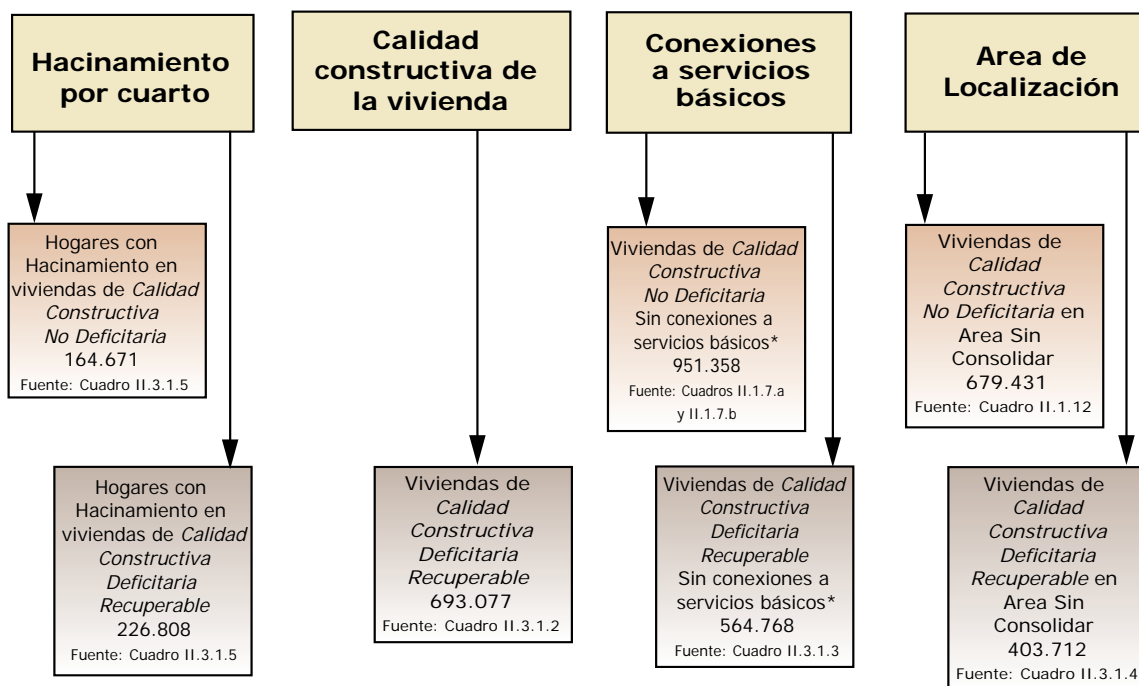 Hacinamiento
por cuarto
Calidad
constructiva de
la vivienda
Conexiones
a servicios
básicos
Area de
Localización
Hogares con
Hacinamiento en
viviendas de Calidad
Constructiva
No Deficitaria
164.671
Fuente: Cuadro II.3.1.5
Viviendas de Calidad
Constructiva
No Deficitaria
Sin conexiones a
servicios básicos*
951.358
Fuente: Cuadros II.1.7.a
y II.1.7.b
Viviendas de
Calidad
Constructiva
No Deficitaria en
Area Sin
Consolidar
679.431
Fuente: Cuadro II.1.12
Hogares con
Hacinamiento en
viviendas de Calidad
Constructiva
Deficitaria
Recuperable
226.808
Fuente: Cuadro II.3.1.5
Viviendas de
Calidad
Constructiva
Deficitaria
Recuperable
693.077
Fuente: Cuadro II.3.1.2
Viviendas de Calidad
Constructiva
Deficitaria
Recuperable
Sin conexiones a
servicios básicos*
564.768
Fuente: Cuadro II.3.1.3
Viviendas de
Calidad
Constructiva
Deficitaria
Recuperable en
Area Sin
Consolidar
403.712
Fuente: Cuadro II.3.1.4